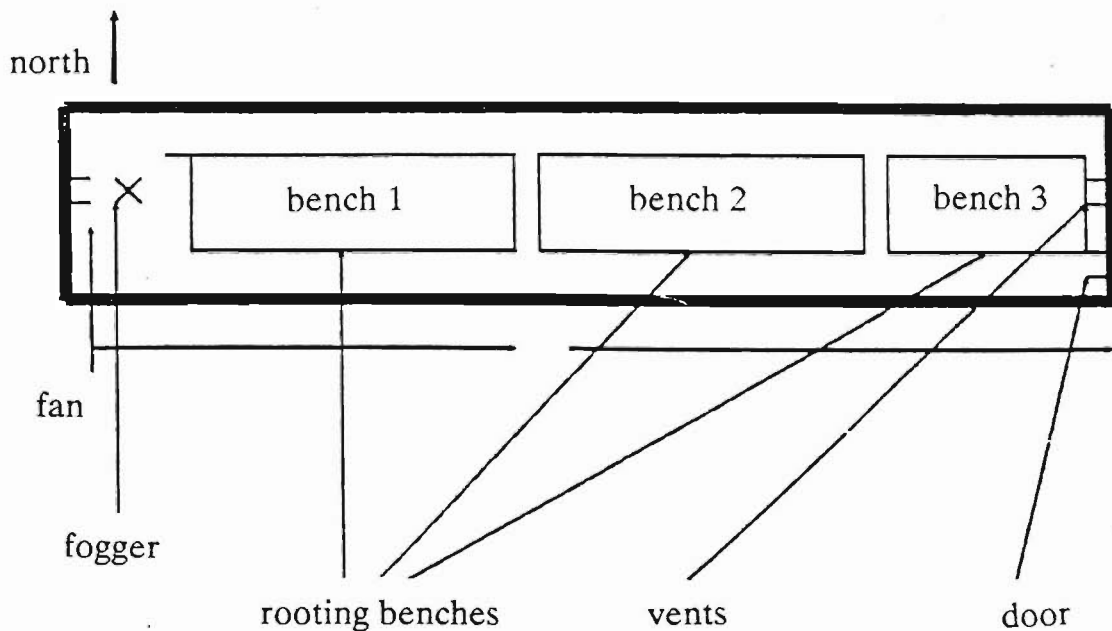 north
bench 1
bench 2
bench 3
fan
fogger
rooting benches
vents
door